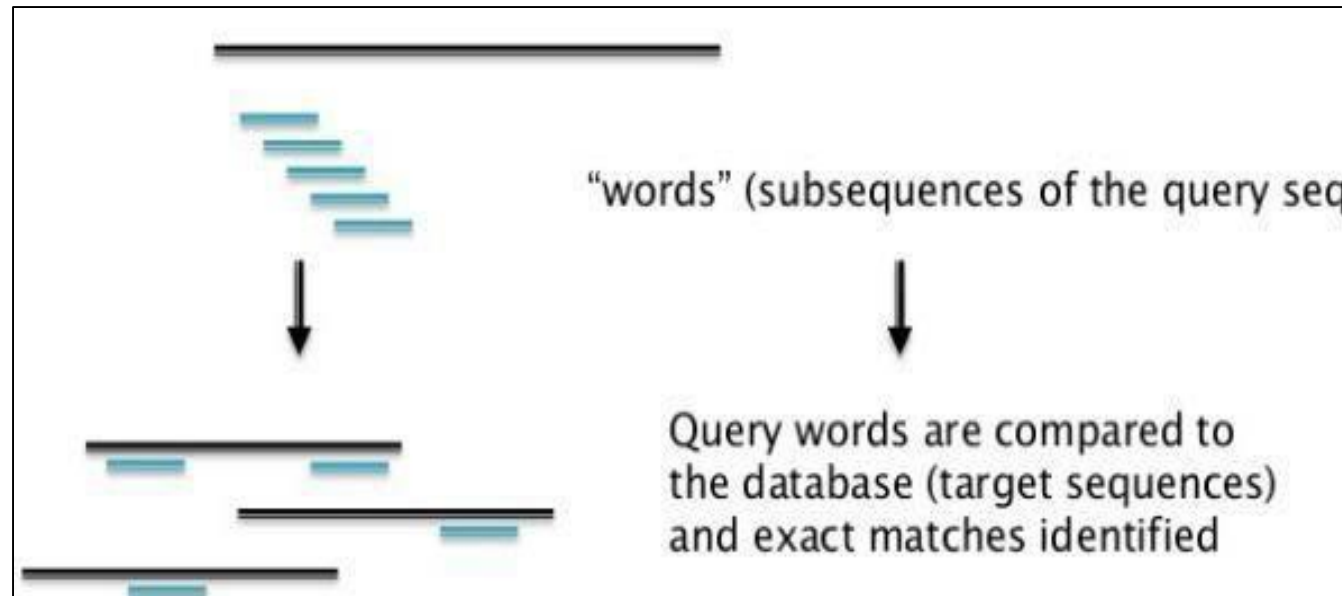 “words” (subsequences of the query seq
Query words are compared to
the database (target sequences)
and exact matches identified